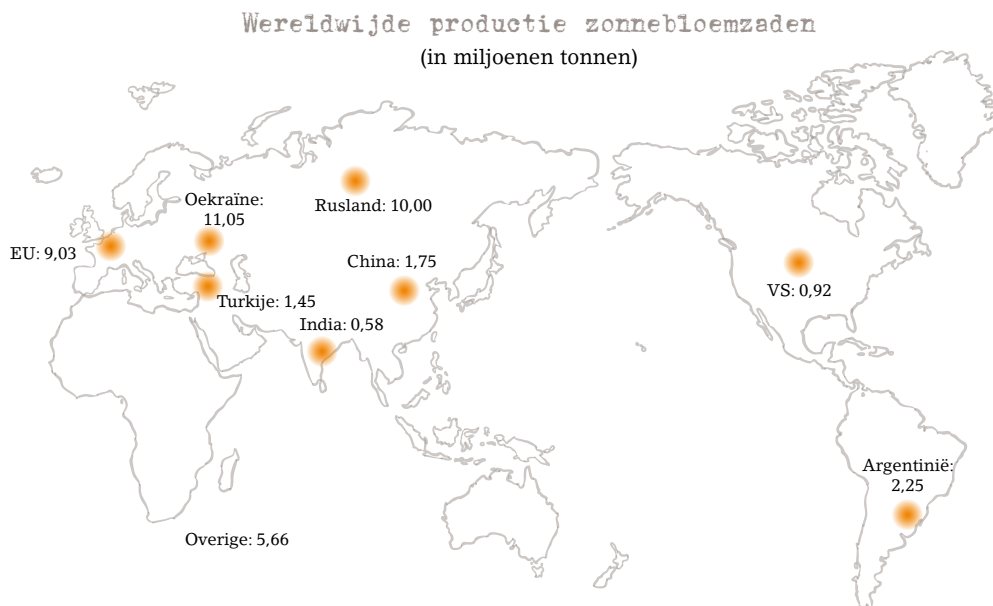 Wereldwijde productie zonnebloemzaden
(in miljoenen tonnen)
Oekraïne:
11,05
Rusland: 10,00
EU: 9,03
China: 1,75
Turkije: 1,45
India: 0,58
VS: 0,92
Argentinië:
2,25
Overige: 5,66